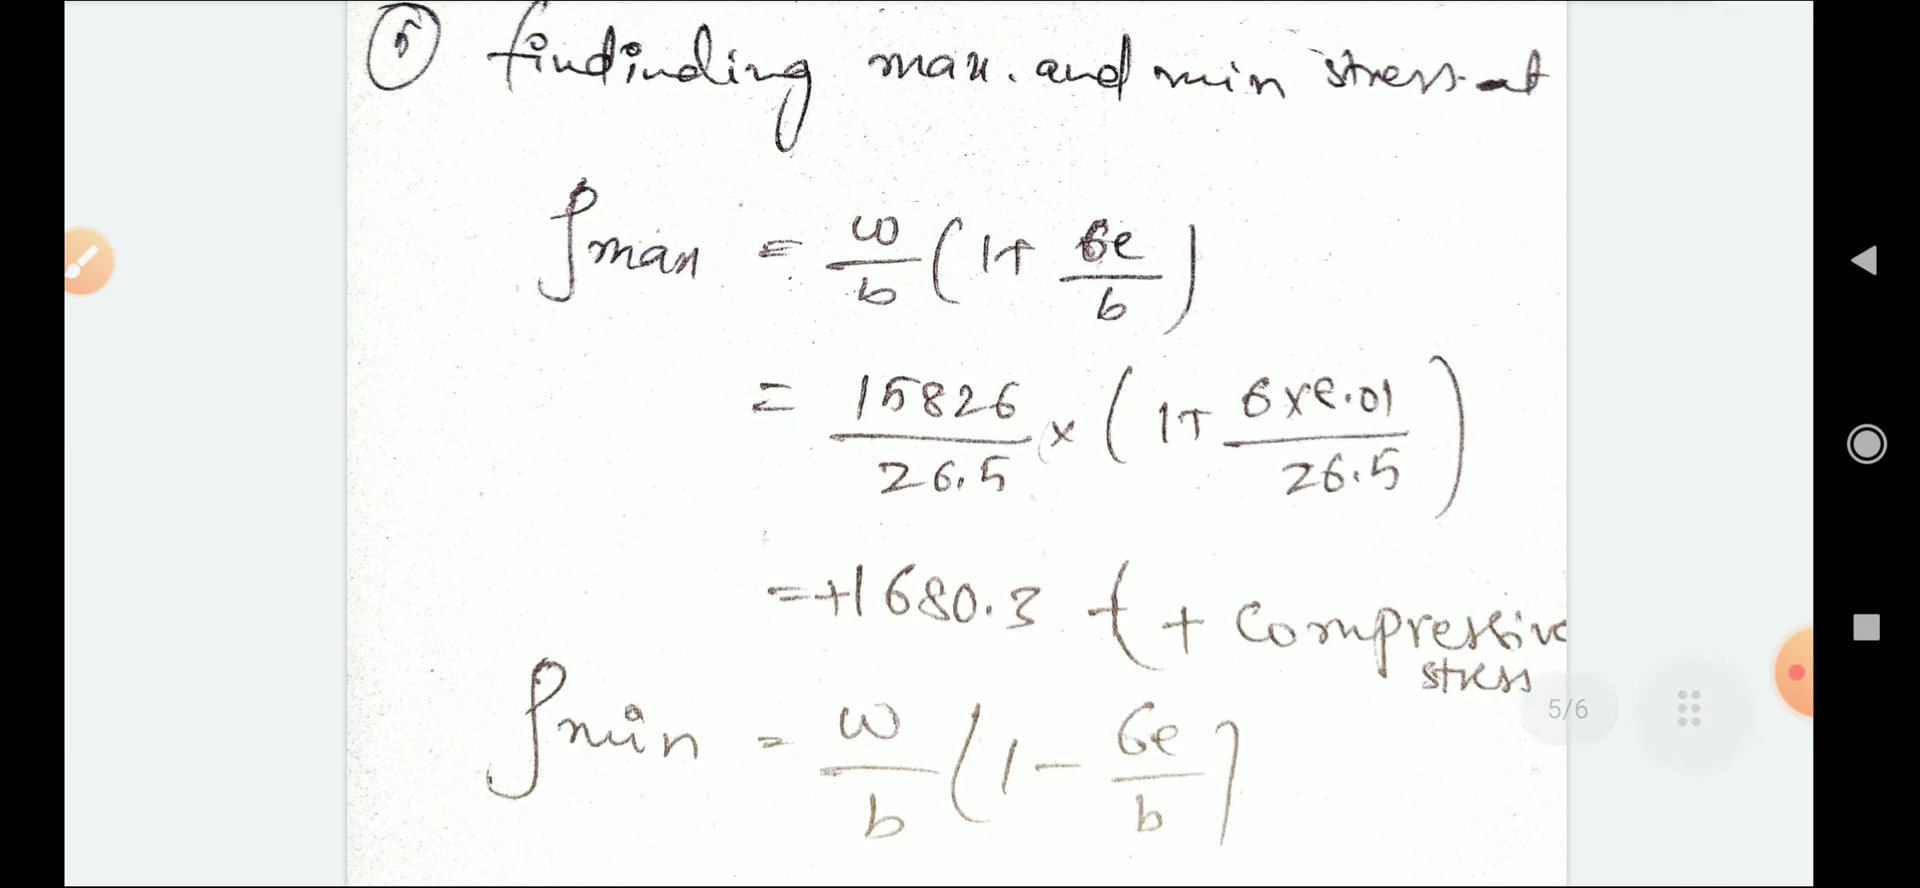 5 findinding max. and min stress at
fmax = w/b (1+ 6e/b)
= 15826/26.5 × (1+ 6×e.01/26.5)
=+1680.3 t + compressive
stress
5/6
fmin = w/b (1- 6e/b)